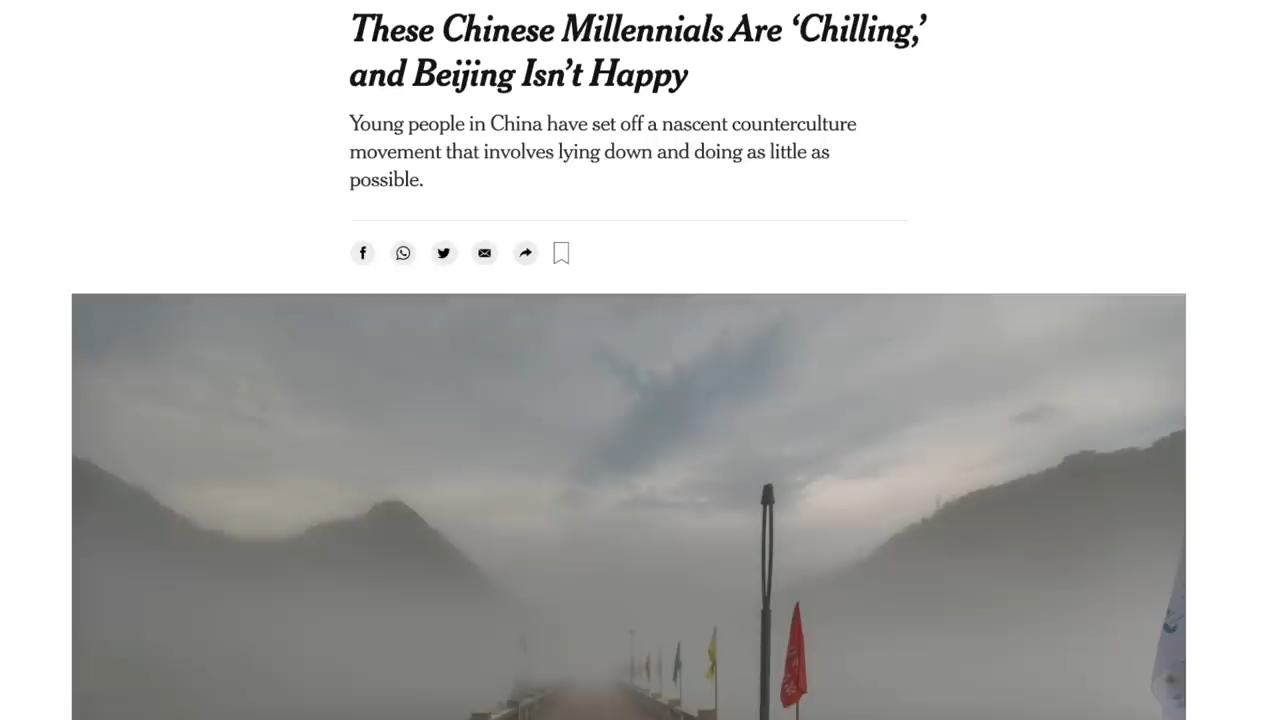 These Chinese Millennials Are ‘Chilling,’
and Beijing Isn’t Happy
Young people in China have set off a nascent counterculture
movement that involves lying down and doing as little as
possible.